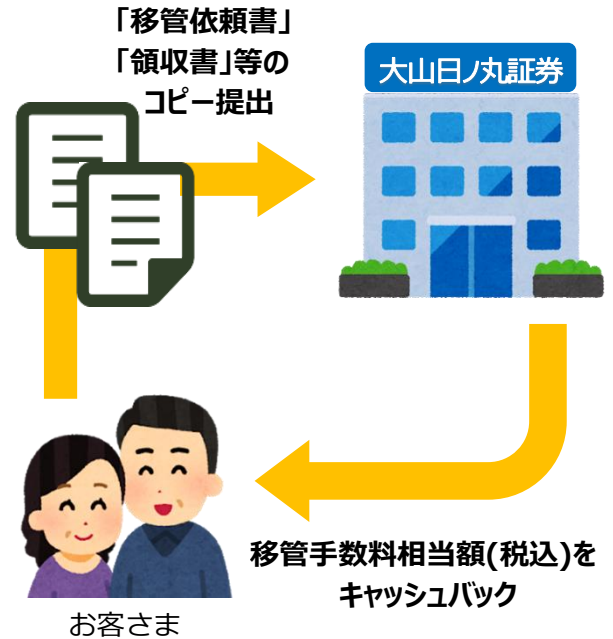 「移管依頼書」
「領収書」等の
コピー提出
大山日ノ丸証券
移管手数料相当額(税込)を
キャッシュバック
お客さま